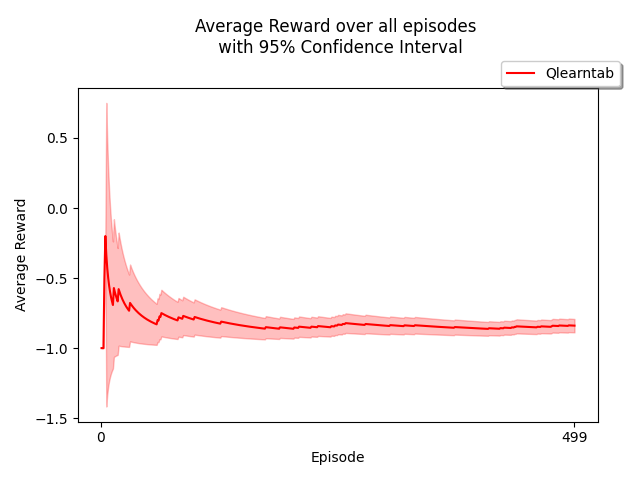 Average Reward over all episodes
with 95% Confidence Interval
Qlearntab
0.5
0.0
−0.5
−1.0
−1.5
Average Reward
0
499
Episode